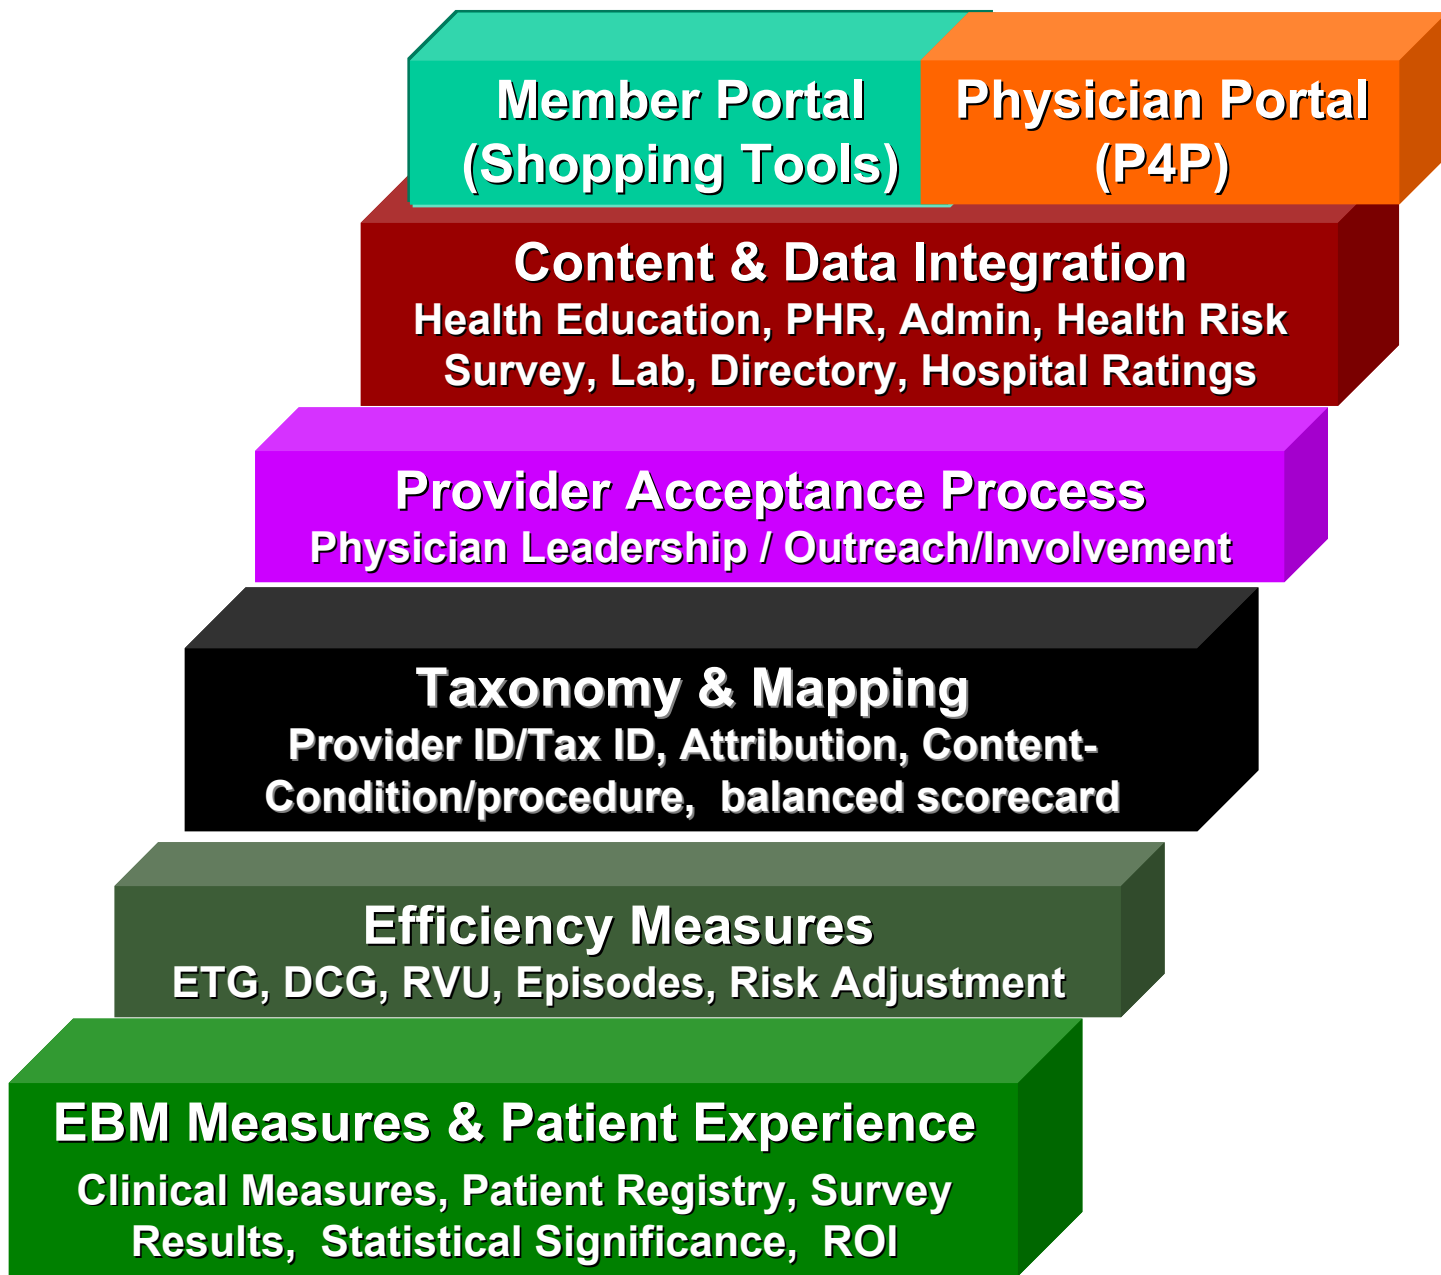 Member Portal
(Shopping Tools)
Physician Portal
(P4P)
Content & Data Integration
Health Education, PHR, Admin, Health Risk
Survey, Lab, Directory, Hospital Ratings
Provider Acceptance Process
Physician Leadership / Outreach/Involvement
Taxonomy & Mapping
Provider ID/Tax ID, Attribution, Content-
Condition/procedure,  balanced scorecard
Efficiency Measures
ETG, DCG, RVU, Episodes, Risk Adjustment
EBM Measures & Patient Experience
Clinical Measures, Patient Registry, Survey
Results,  Statistical Significance,  ROI